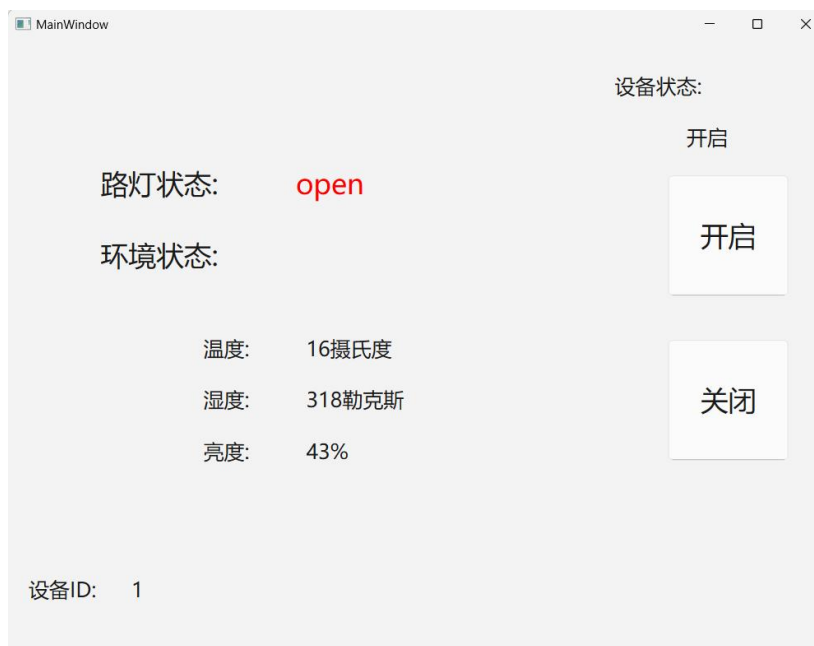 MainWindow
设备状态:
开启
路灯状态: open
开启
环境状态:
温度: 16摄氏度
湿度: 318勒克斯
关闭
亮度: 43%
设备ID: 1